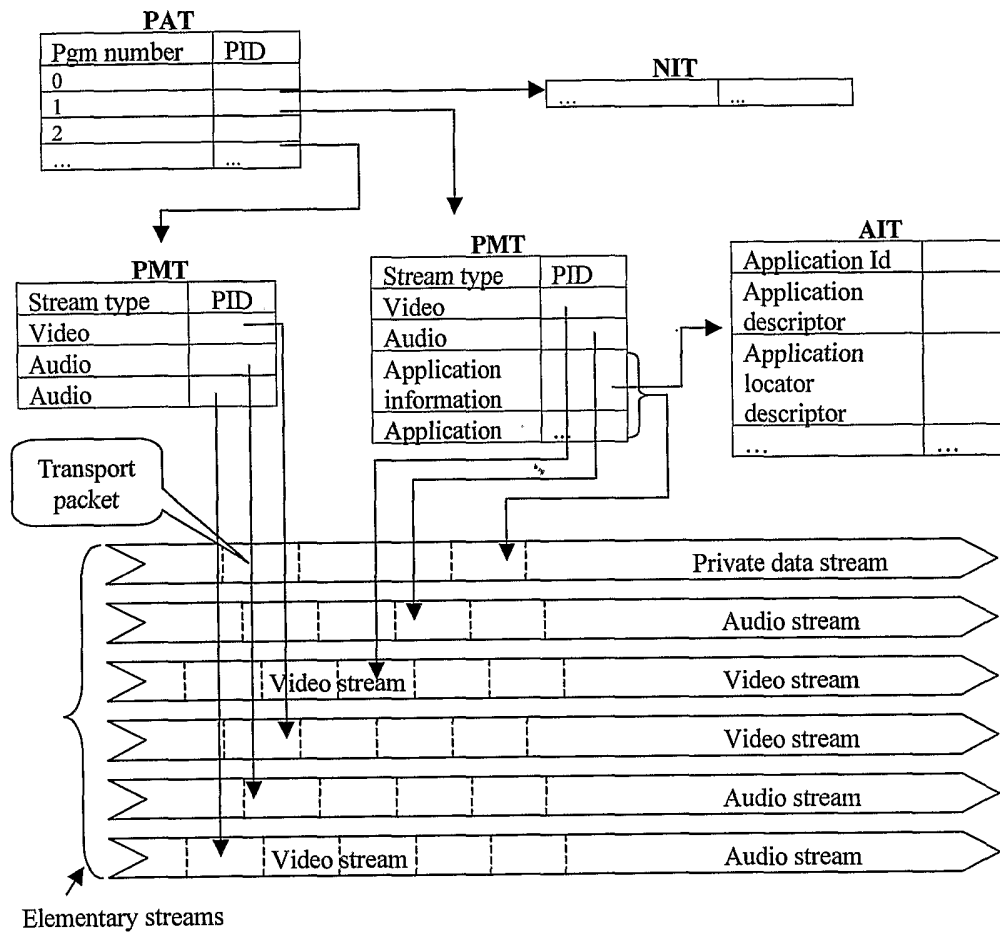 PAT
Pgm number PID
0
1
2
... ...
NIT
... ...
PMT
Stream type PID
Video
Audio
Audio
PMT
Stream type PID
Video
Audio
Application
information
Application ...
AIT
Application Id
Application
descriptor
Application
locator
descriptor
... ...
Transport
packet
Private data stream
Audio stream
Video stream Video stream
Video stream
Audio stream
Video stream Audio stream
Elementary streams